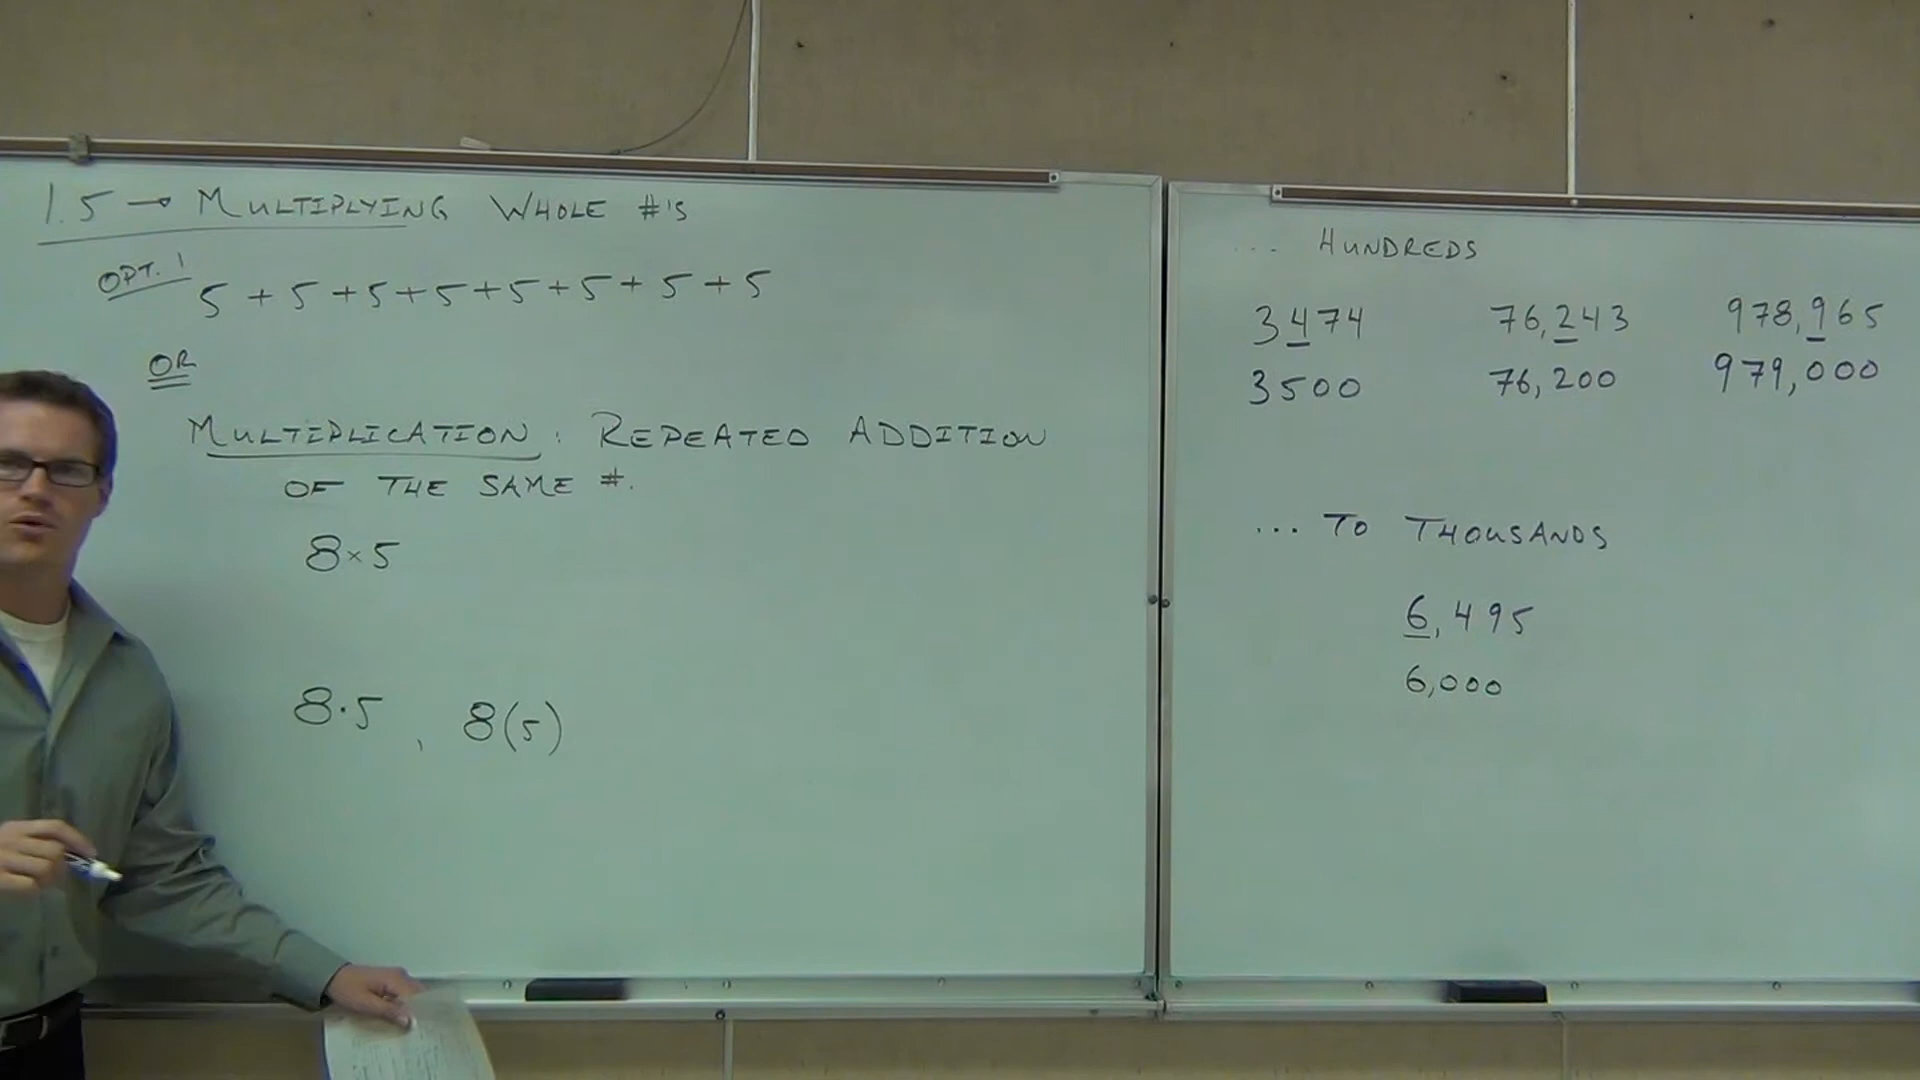 1.5 → MULTIPLYING WHOLE #'S
OPT. 1 5 + 5 + 5 + 5 + 5 + 5 + 5 + 5
OR
MULTIPLICATION: REPEATED ADDITION
OF THE SAME #.
8 × 5
8 · 5, 8(5)
... HUNDREDS
3474 76,243 978,965
3500 76,200 979,000
... TO THOUSANDS
6,495
6,000